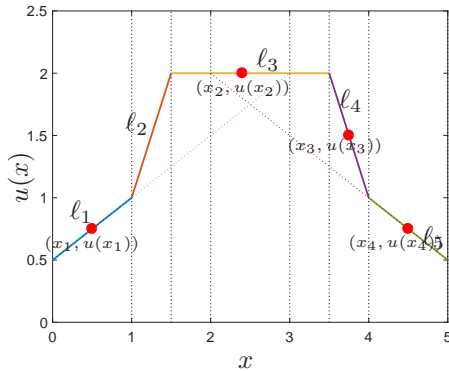 2.5
2
1.5
1
0.5
0
u(x)
ℓ3
(x2, u(x2))
ℓ4
ℓ2
(x3, u(x3))
ℓ1
(x1, u(x1))
(x4, u(x4))
ℓ5
0 1 2 3 4 5
x